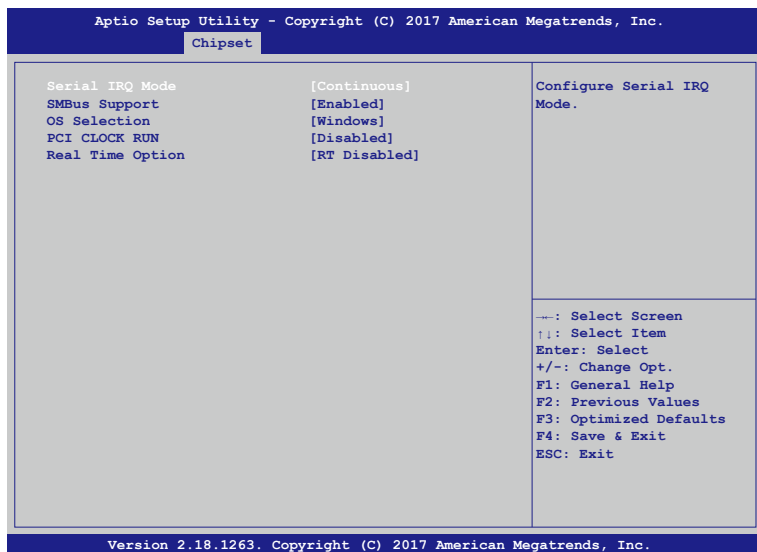 Aptio Setup Utility - Copyright (C) 2017 American Megatrends, Inc.
Chipset
Serial IRQ Mode [Continuous]
SMBus Support [Enabled]
OS Selection [Windows]
PCI CLOCK RUN [Disabled]
Real Time Option [RT Disabled]
Configure Serial IRQ
Mode.
→←: Select Screen
↑↓: Select Item
Enter: Select
+/-: Change Opt.
F1: General Help
F2: Previous Values
F3: Optimized Defaults
F4: Save & Exit
ESC: Exit
Version 2.18.1263. Copyright (C) 2017 American Megatrends, Inc.